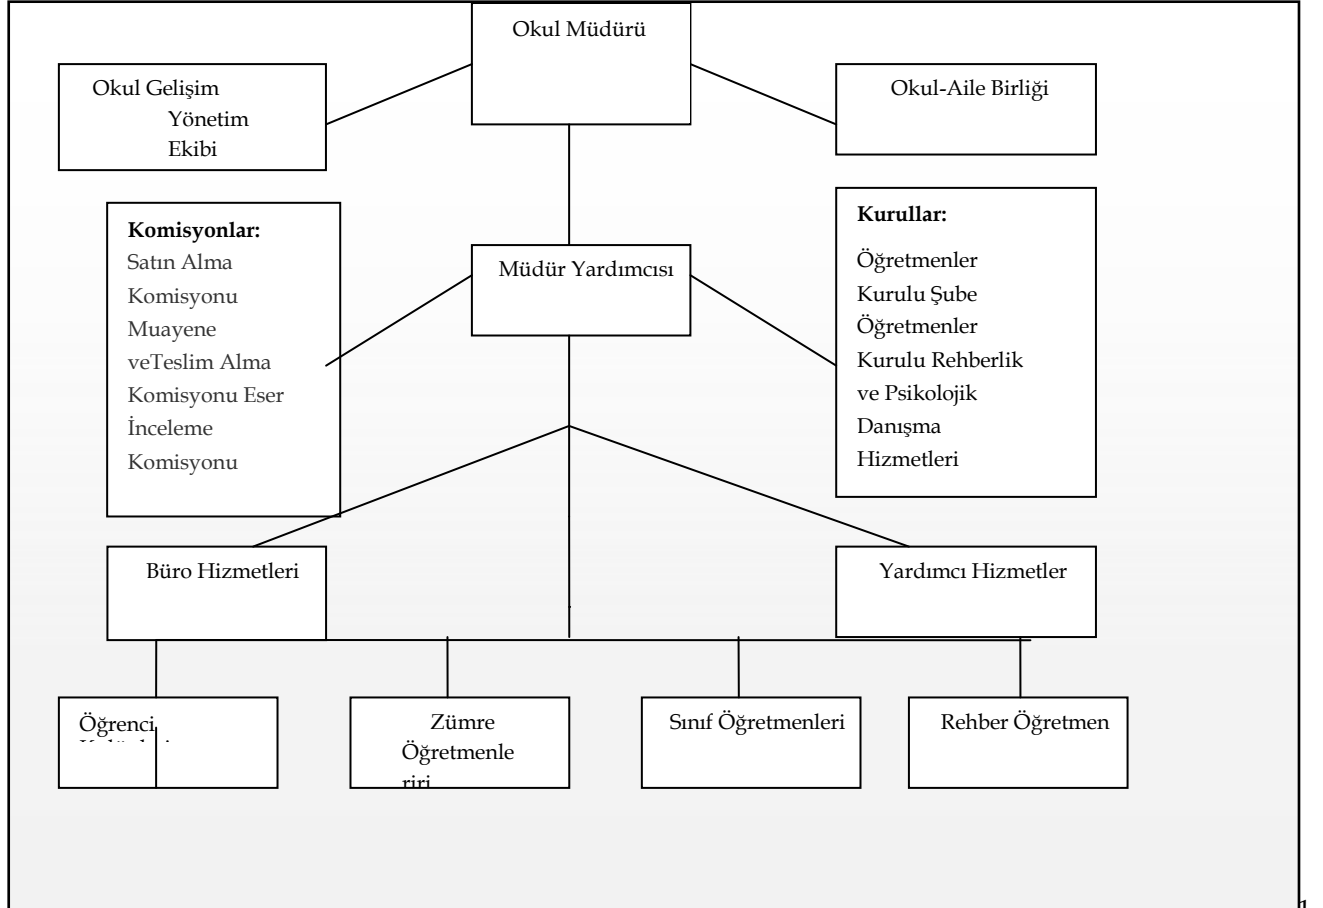 Okul Müdürü
Okul Gelişim
Yönetim
Ekibi
Okul-Aile Birliği
Komisyonlar:
Satın Alma
Komisyonu
Muayene
veTeslim Alma
Komisyonu Eser
İnceleme
Komisyonu
Müdür Yardımcısı
Kurullar:
Öğretmenler
Kurulu Şube
Öğretmenler
Kurulu Rehberlik
ve Psikolojik
Danışma
Hizmetleri
Büro Hizmetleri
Yardımcı Hizmetler
Öğrenci
Zümre
Öğretmenle
riri
Sınıf Öğretmenleri
Rehber Öğretmen